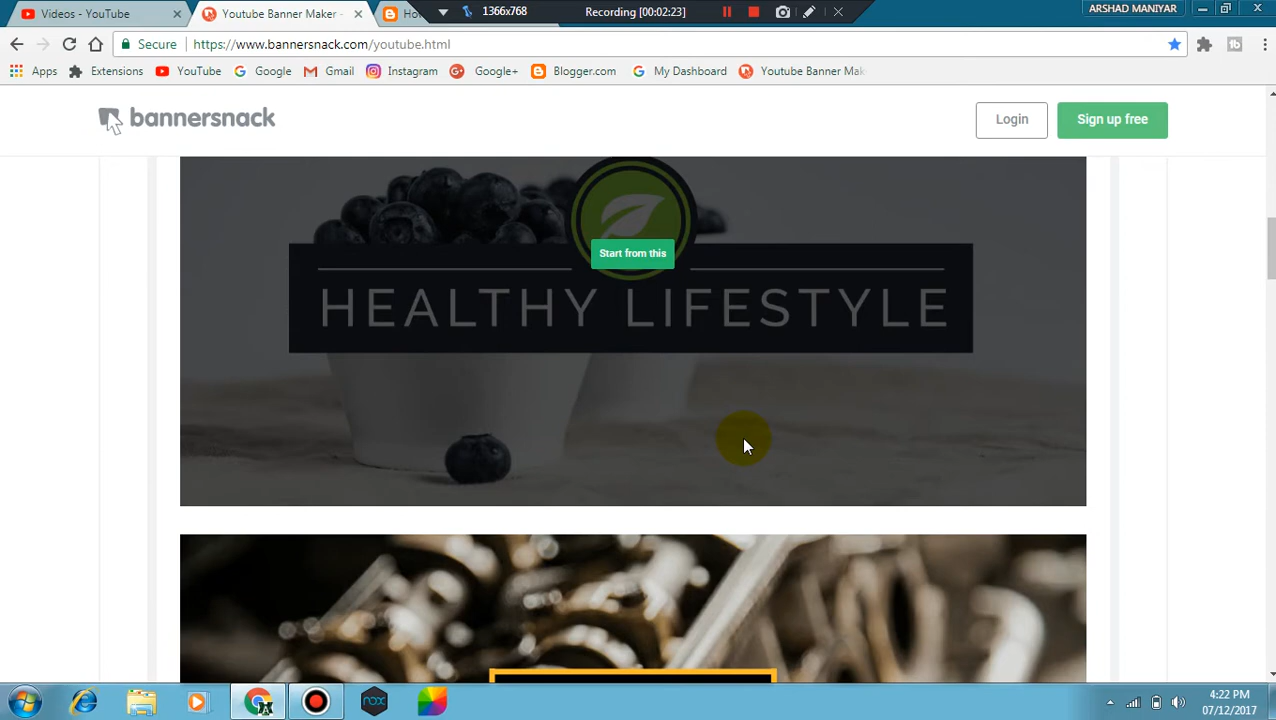 Videos - YouTube
Youtube Banner Maker -
Ho
1366x768
Recording [00:02:23]
ARSHAD MANIYAR
Secure
https://www.bannersnack.com/youtube.html
Apps
Extensions
YouTube
Google
Gmail
Instagram
Google+
Blogger.com
My Dashboard
Youtube Banner Mak
bannersnack
Login
Sign up free
Start from this
HEALTHY LIFESTYLE
nox
4:22 PM
07/12/2017